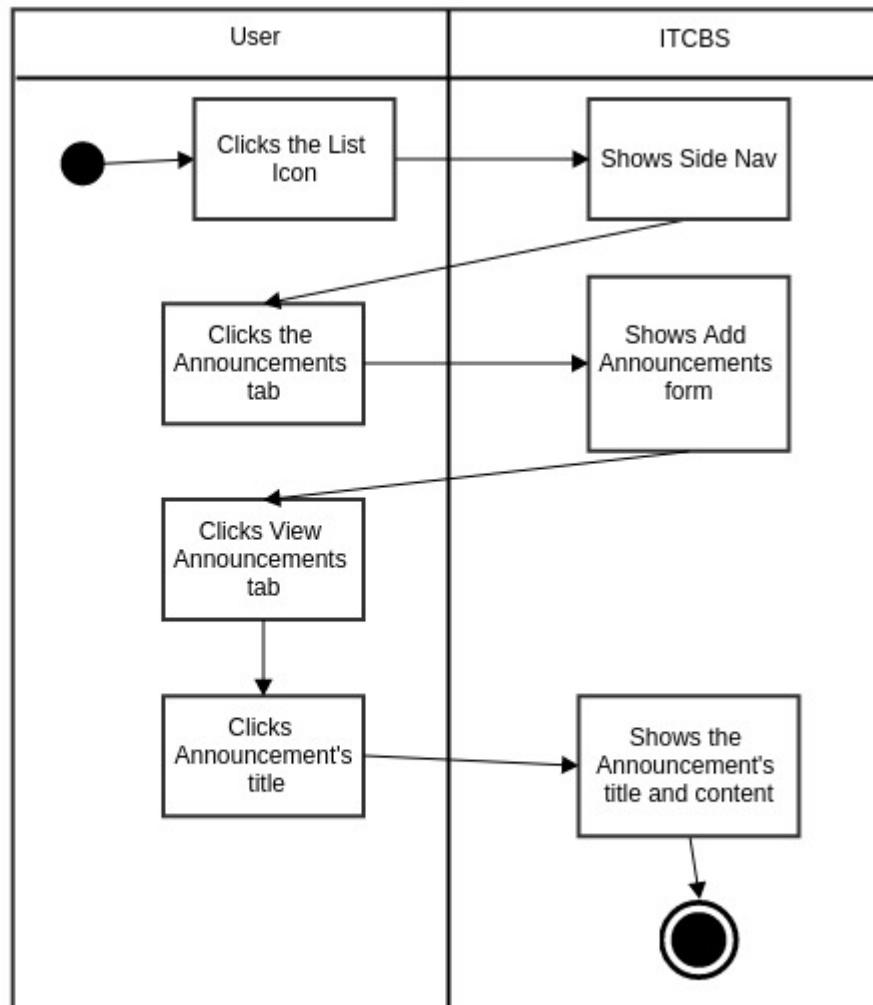 User
ITCBS
Clicks the List
Icon
Shows Side Nav
Clicks the
Announcements
tab
Shows Add
Announcements
form
Clicks View
Announcements
tab
Clicks
Announcement's
title
Shows the
Announcement's
title and content